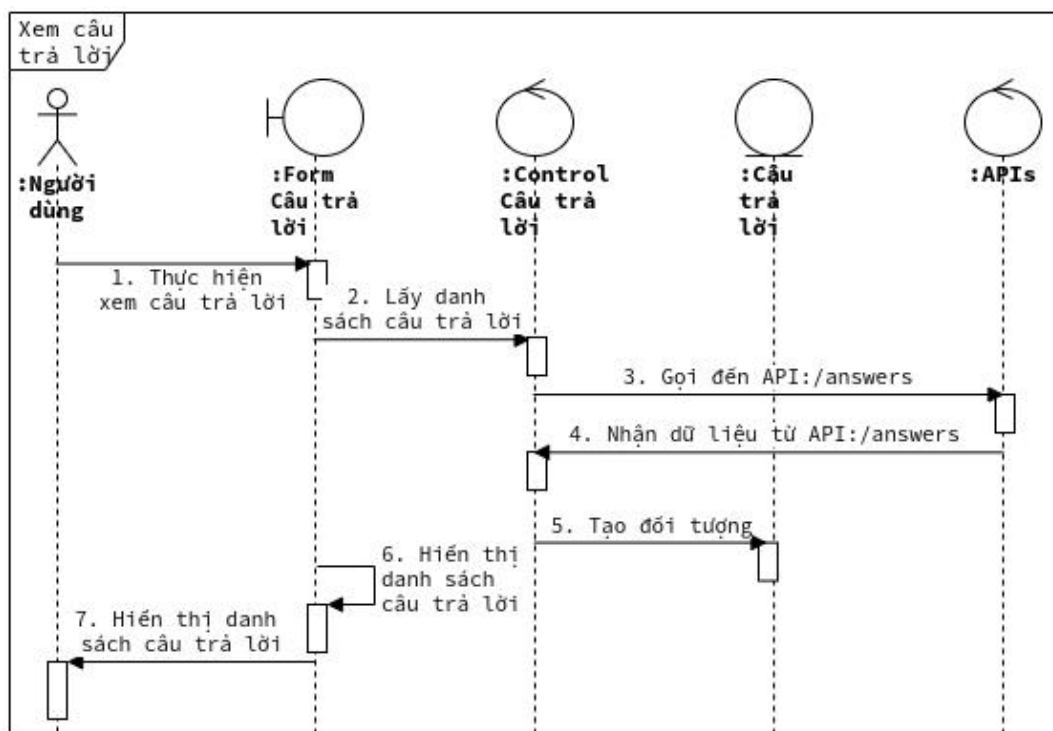 Xem câu
trả lời
:Người
dùng
:Form
Câu trả
lời
:Control
Câu trả
lời
:Câu
trả
lời
:APIs
1. Thực hiện
xem câu trả lời
2. Lấy danh
sách câu trả lời
3. Gọi đến API:/answers
4. Nhận dữ liệu từ API:/answers
5. Tạo đối tượng
6. Hiển thị
danh sách
câu trả lời
7. Hiển thị danh
sách câu trả lời